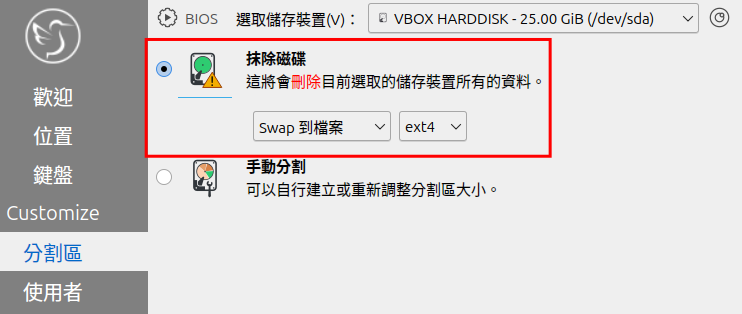 BIOS 選取儲存裝置(V)： VBOX HARDDISK - 25.00 GiB (/dev/sda)
抹除磁碟
這將會刪除目前選取的儲存裝置所有的資料。
Swap 到檔案 ext4
手動分割
可以自行建立或重新調整分割區大小。
歡迎
位置
鍵盤
Customize
分割區
使用者